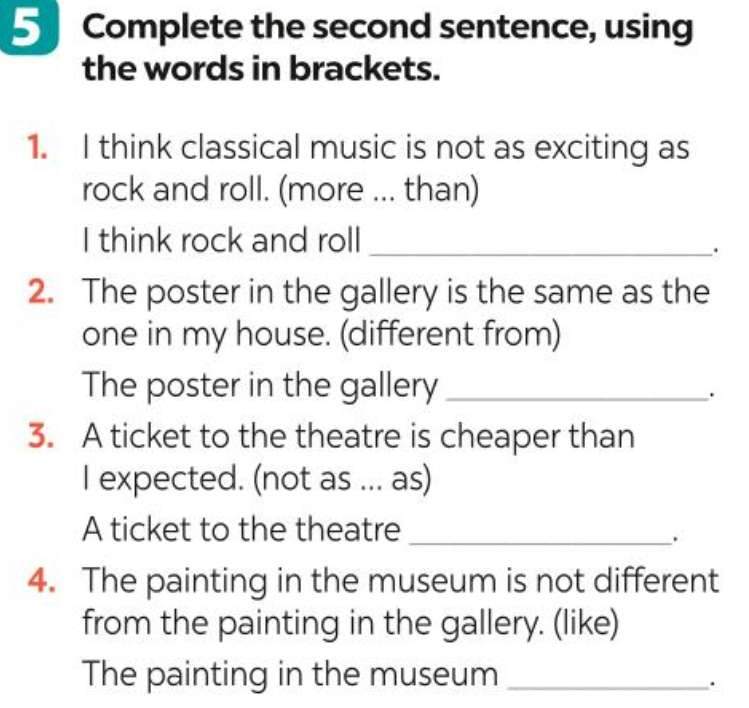 5 Complete the second sentence, using
the words in brackets.
1. I think classical music is not as exciting as
rock and roll. (more ... than)
I think rock and roll ____________________.
2. The poster in the gallery is the same as the
one in my house. (different from)
The poster in the gallery ________________.
3. A ticket to the theatre is cheaper than
I expected. (not as ... as)
A ticket to the theatre ________________.
4. The painting in the museum is not different
from the painting in the gallery. (like)
The painting in the museum ____________.